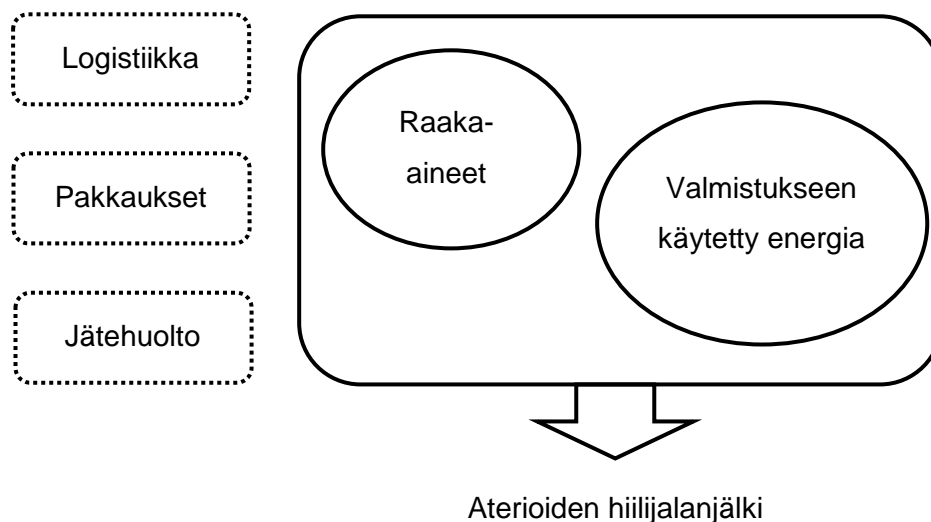 Logistiikka
Pakkaukset
Jätehuolto
Raaka-
aineet
Valmistukseen
käytetty energia
Aterioiden hiilijalanjälki